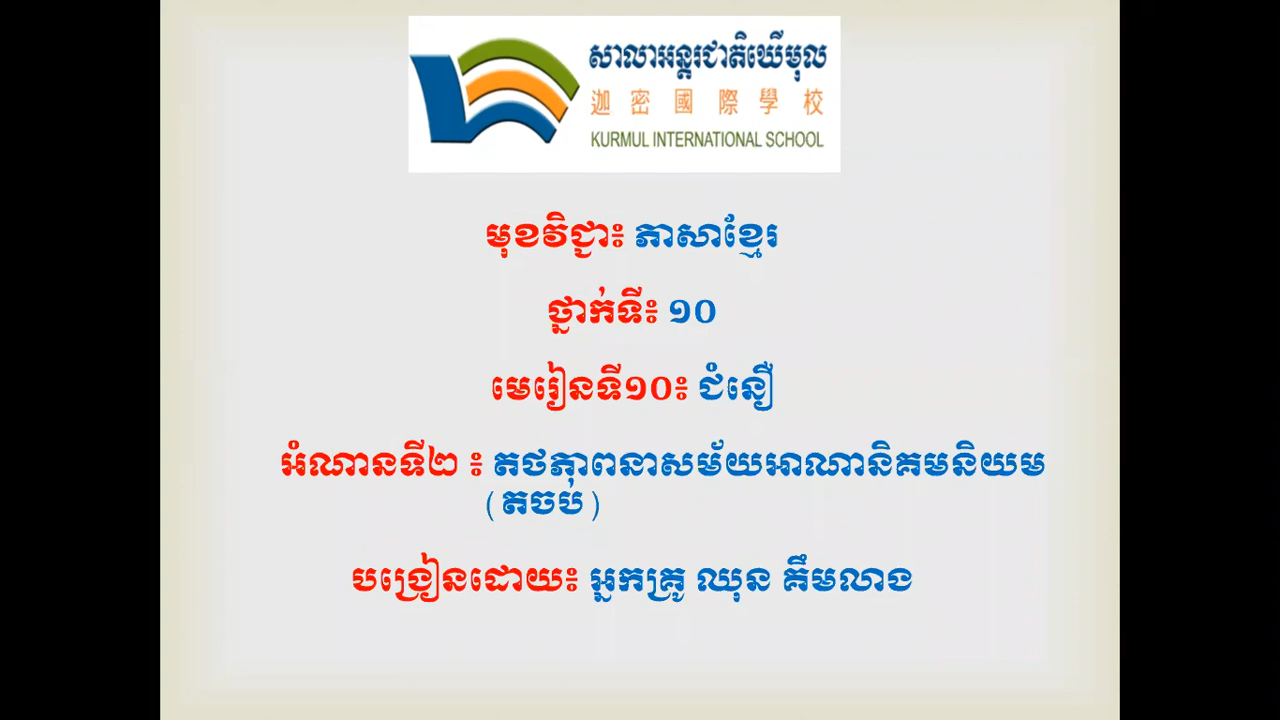 សាលាអន្តរជាតិឃើមុល
迦密國際學校
KURMUL INTERNATIONAL SCHOOL
មុខវិជ្ជា៖ ភាសាខ្មែរ
ថ្នាក់ទី៖ ១០
មេរៀនទី១០៖ ជំនឿ
អំណានទី២ ៖ តថភាពនាសម័យអាណានិគមនិយម
(តចប់)
បង្រៀនដោយ៖ អ្នកគ្រូ ឈុន គឹមលាង